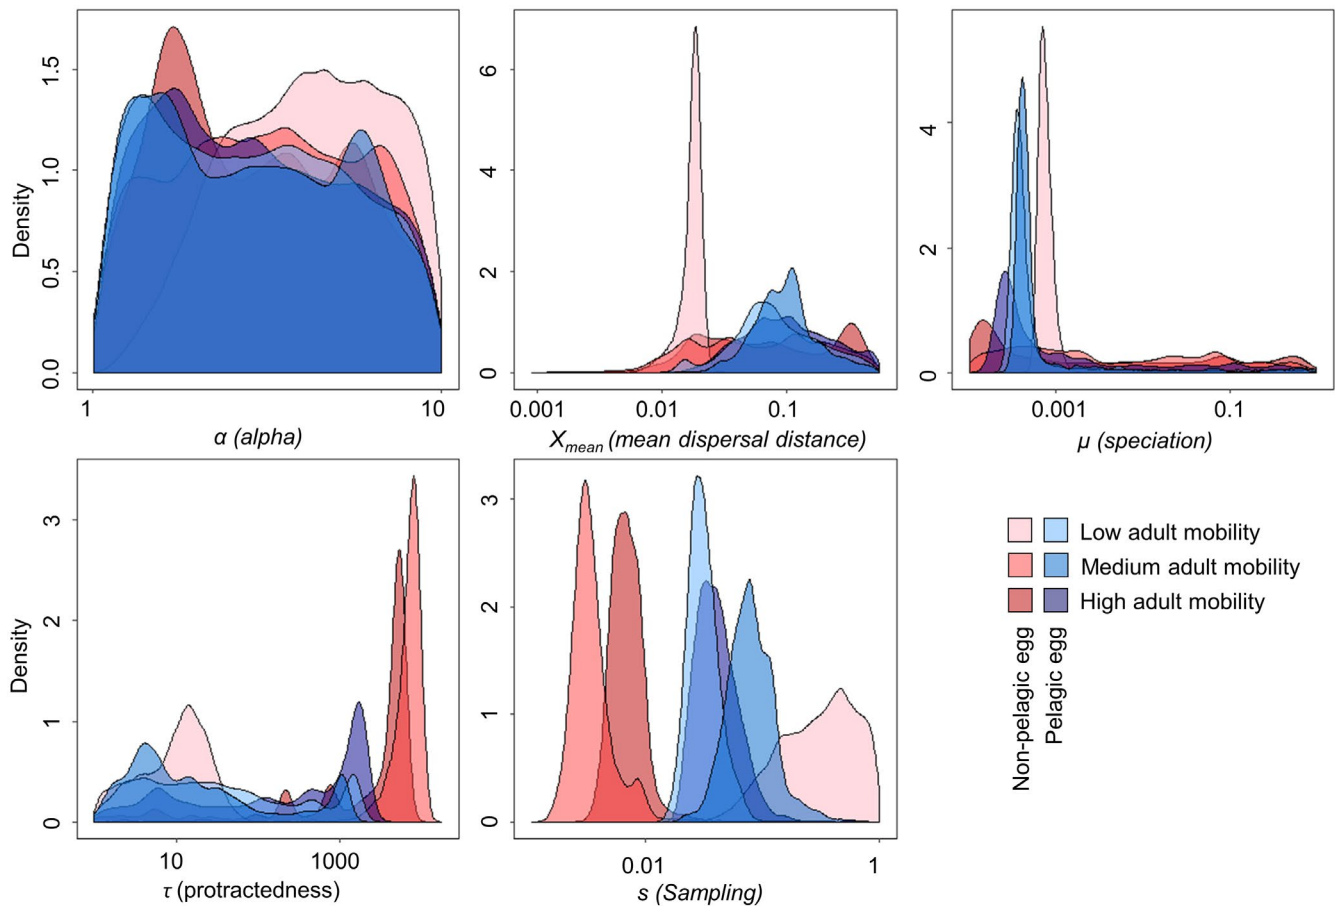 Density
1.5
1.0
0.5
0.0
1 10
α (alpha)
6
4
2
0
0.001 0.01 0.1
Xmean (mean dispersal distance)
4
2
0
0.001 0.1
μ (speciation)
Density
3
2
1
0
10 1000
τ (protractedness)
3
2
1
0
0.01 1
s (Sampling)
Low adult mobility
Medium adult mobility
High adult mobility
Non-pelagic egg
Pelagic egg